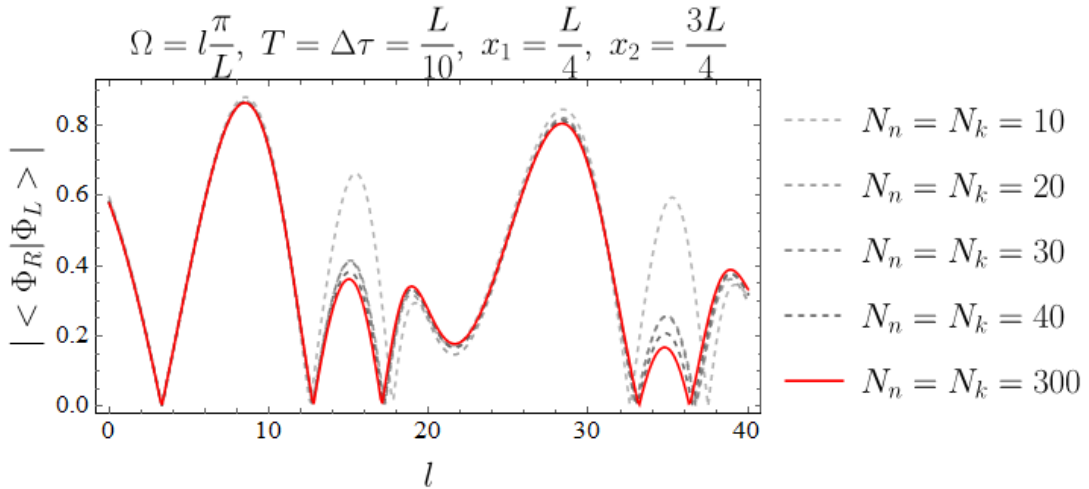 Ω = l π/L, T = Δτ = L/10, x₁ = L/4, x₂ = 3L/4
| < Φ_R|Φ_L > |
0.8
0.6
0.4
0.2
0.0
0 10 20 30 40
l
N_n = N_k = 10
N_n = N_k = 20
N_n = N_k = 30
N_n = N_k = 40
N_n = N_k = 300